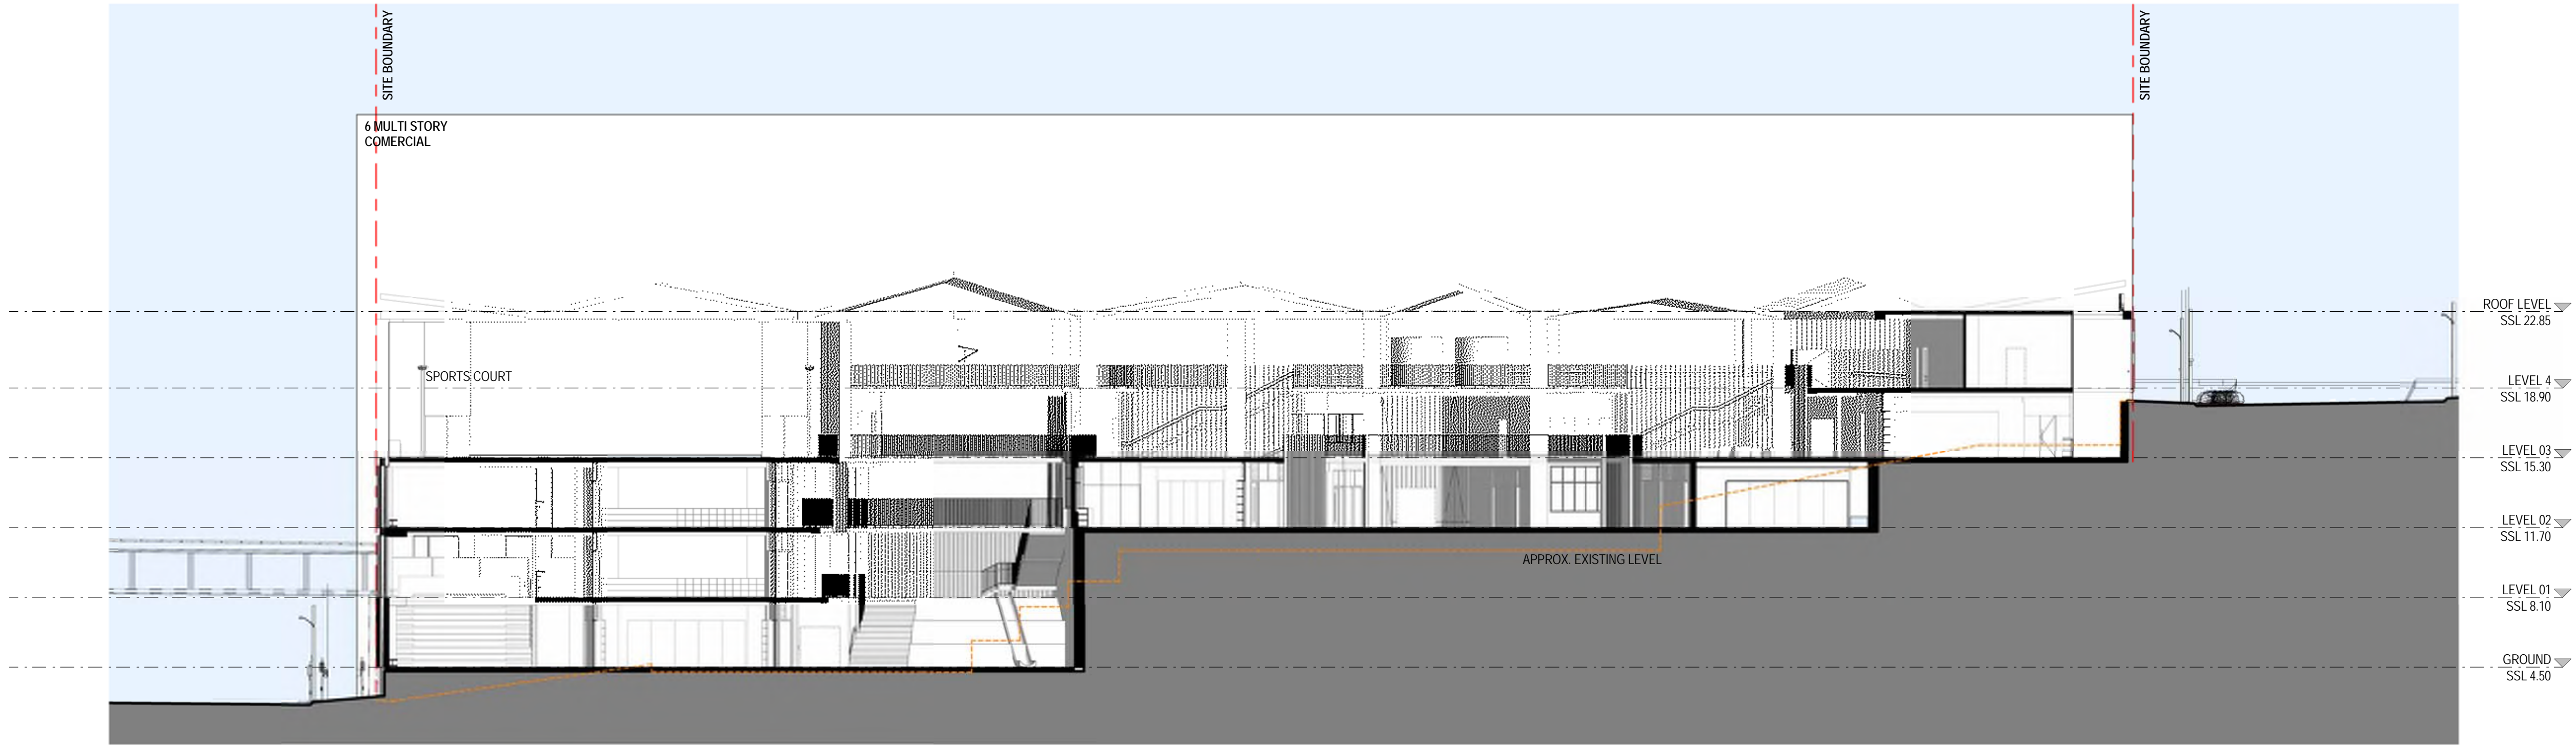 SITE BOUNDARY
SITE BOUNDARY
6 MULTI STORY
COMERCIAL
ROOF LEVEL
SSL 22.85
SPORTS COURT
LEVEL 4
SSL 18.90
LEVEL 03
SSL 15.30
LEVEL 02
SSL 11.70
APPROX. EXISTING LEVEL
LEVEL 01
SSL 8.10
GROUND
SSL 4.50